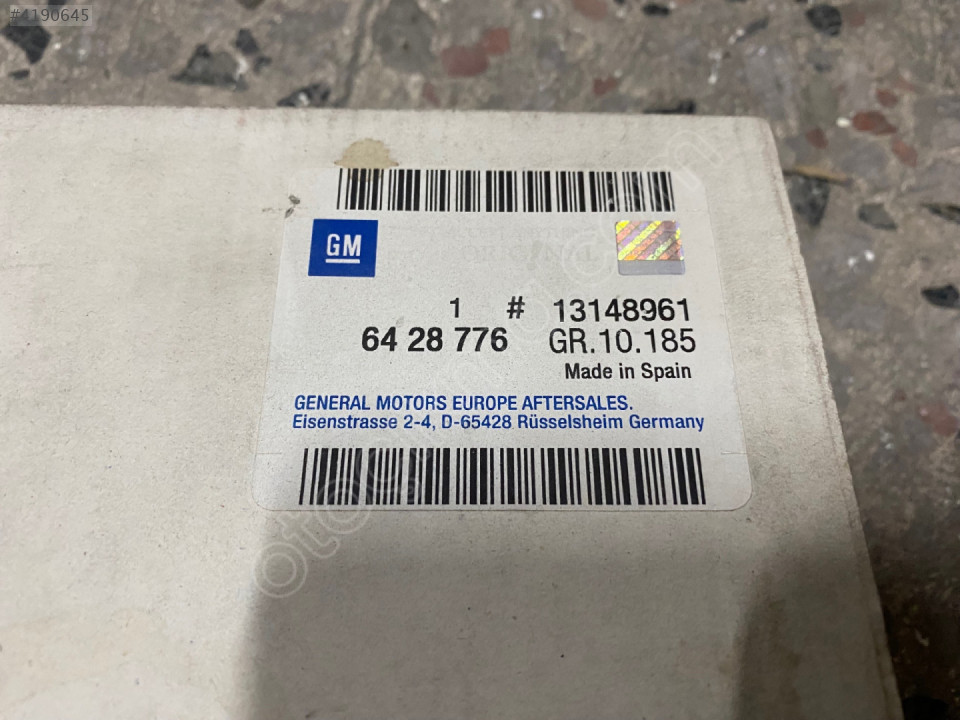 #4190645
GM
1 # 13148961
64 28 776 GR.10.185
Made in Spain
GENERAL MOTORS EUROPE AFTERSALES.
Eisenstrasse 2-4, D-65428 Rüsselsheim Germany